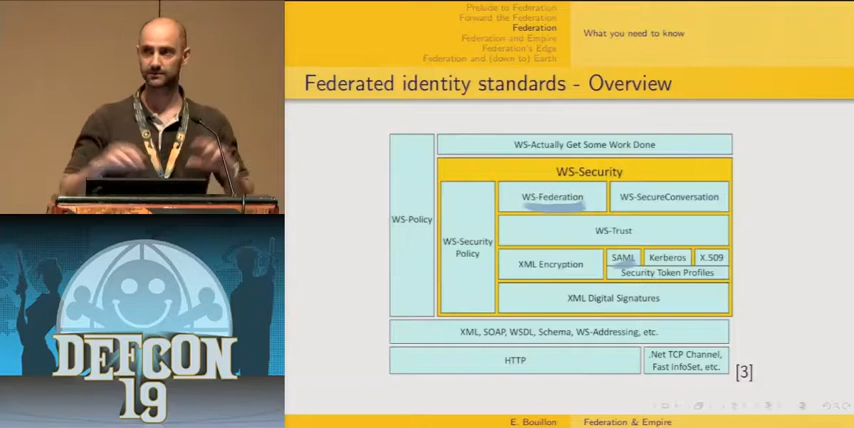 Prelude to Federation
Forward the Federation
Federation
Federation and Empire
Federation's Edge
Federation and (down to) Earth
What you need to know
Federated identity standards - Overview
WS-Policy
WS-Actually Get Some Work Done
WS-Security
WS-Security
Policy
WS-Federation
WS-SecureConversation
WS-Trust
XML Encryption
SAML
Kerberos
X.509
Security Token Profiles
XML Digital Signatures
XML, SOAP, WSDL, Schema, WS-Addressing, etc.
HTTP
.Net TCP Channel,
Fast InfoSet, etc.
[3]
E. Bouillon
Federation & Empire
DEFCON
19